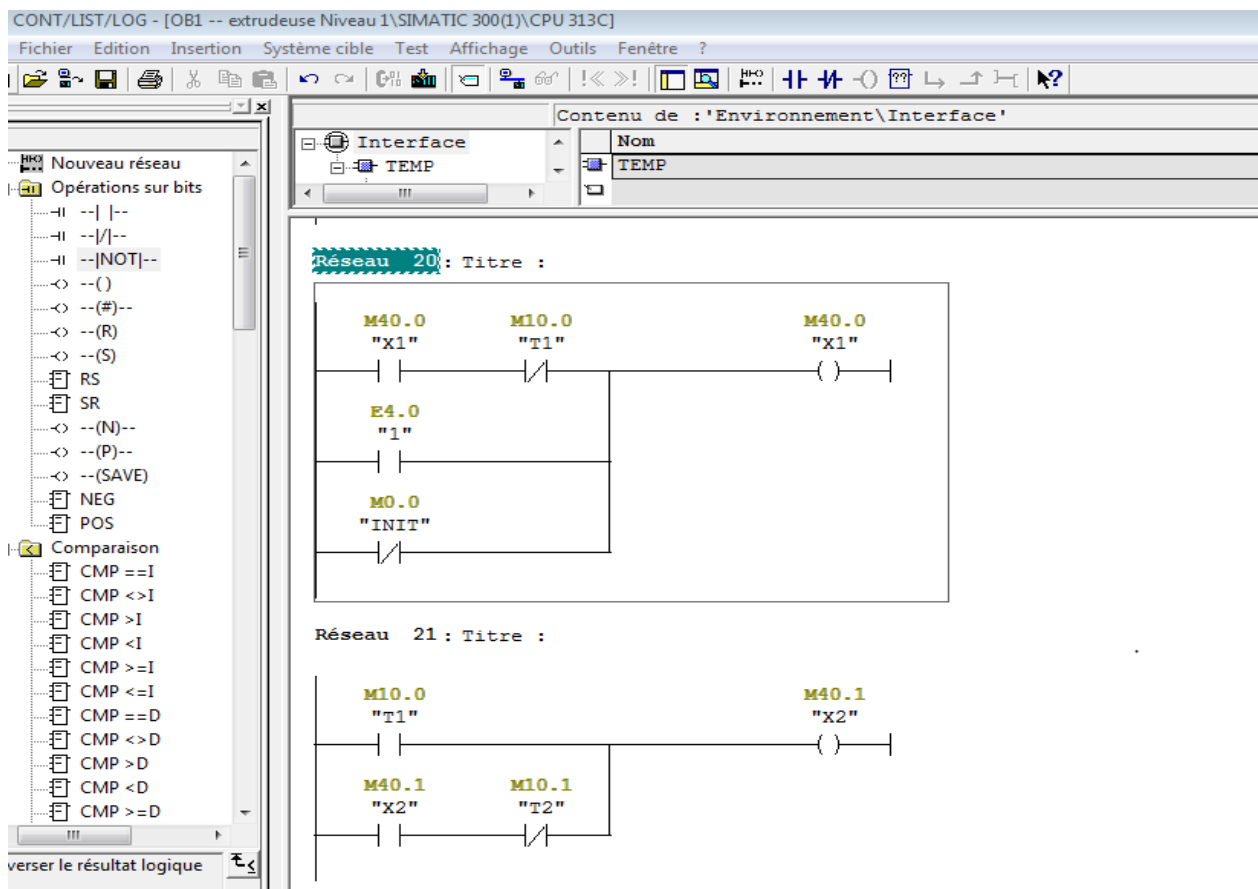 CONT/LIST/LOG - [OB1 -- extrudeuse Niveau 1\SIMATIC 300(1)\CPU 313C]
Fichier Edition Insertion Système cible Test Affichage Outils Fenêtre ?
Contenu de :'Environnement\Interface'
Interface
TEMP
Nom
TEMP
Nouveau réseau
Opérations sur bits
--| |--
--|/|--
--|NOT|--
--( )
--(#)--
--(R)
--(S)
RS
SR
--(N)--
--(P)--
--(SAVE)
NEG
POS
Comparaison
CMP ==I
CMP <>I
CMP >I
CMP <I
CMP >=I
CMP <=I
CMP ==D
CMP <>D
CMP >D
CMP <D
CMP >=D
verser le résultat logique
Réseau 20 : Titre :
M40.0 M10.0 M40.0
"X1" "T1" "X1"
E4.0
"1"
M0.0
"INIT"
Réseau 21 : Titre :
M10.0 M40.1
"T1" "X2"
M40.1 M10.1
"X2" "T2"